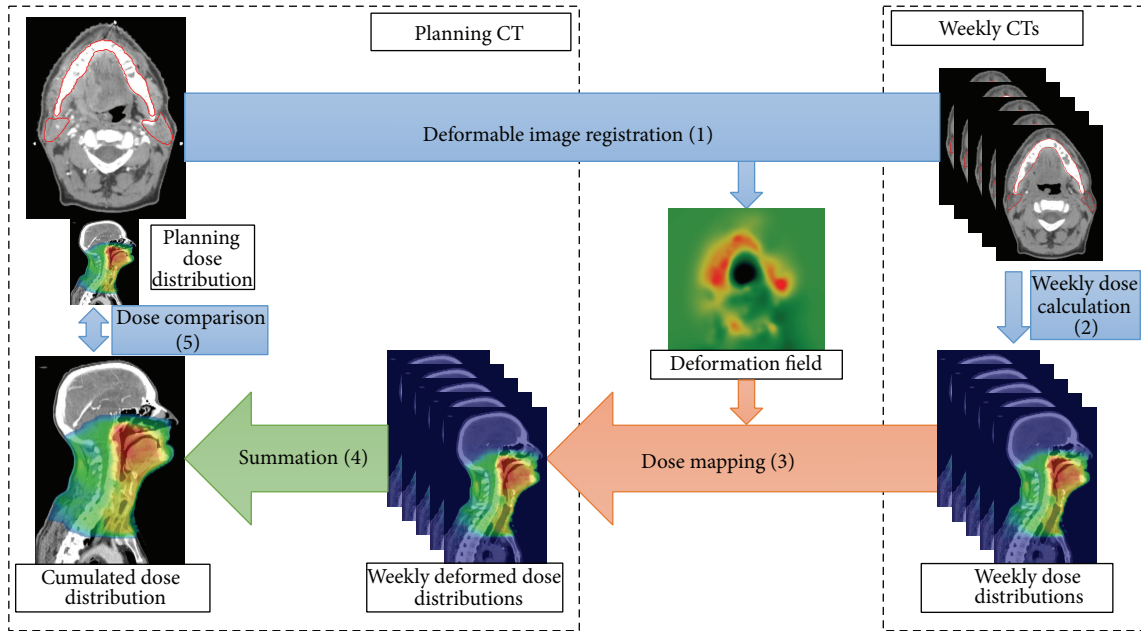 Planning CT
Weekly CTs
Deformable image registration (1)
Planning
dose
distribution
Weekly dose
calculation
(2)
Dose comparison
(5)
Deformation field
Summation (4)
Dose mapping (3)
Cumulated dose
distribution
Weekly deformed dose
distributions
Weekly dose
distributions